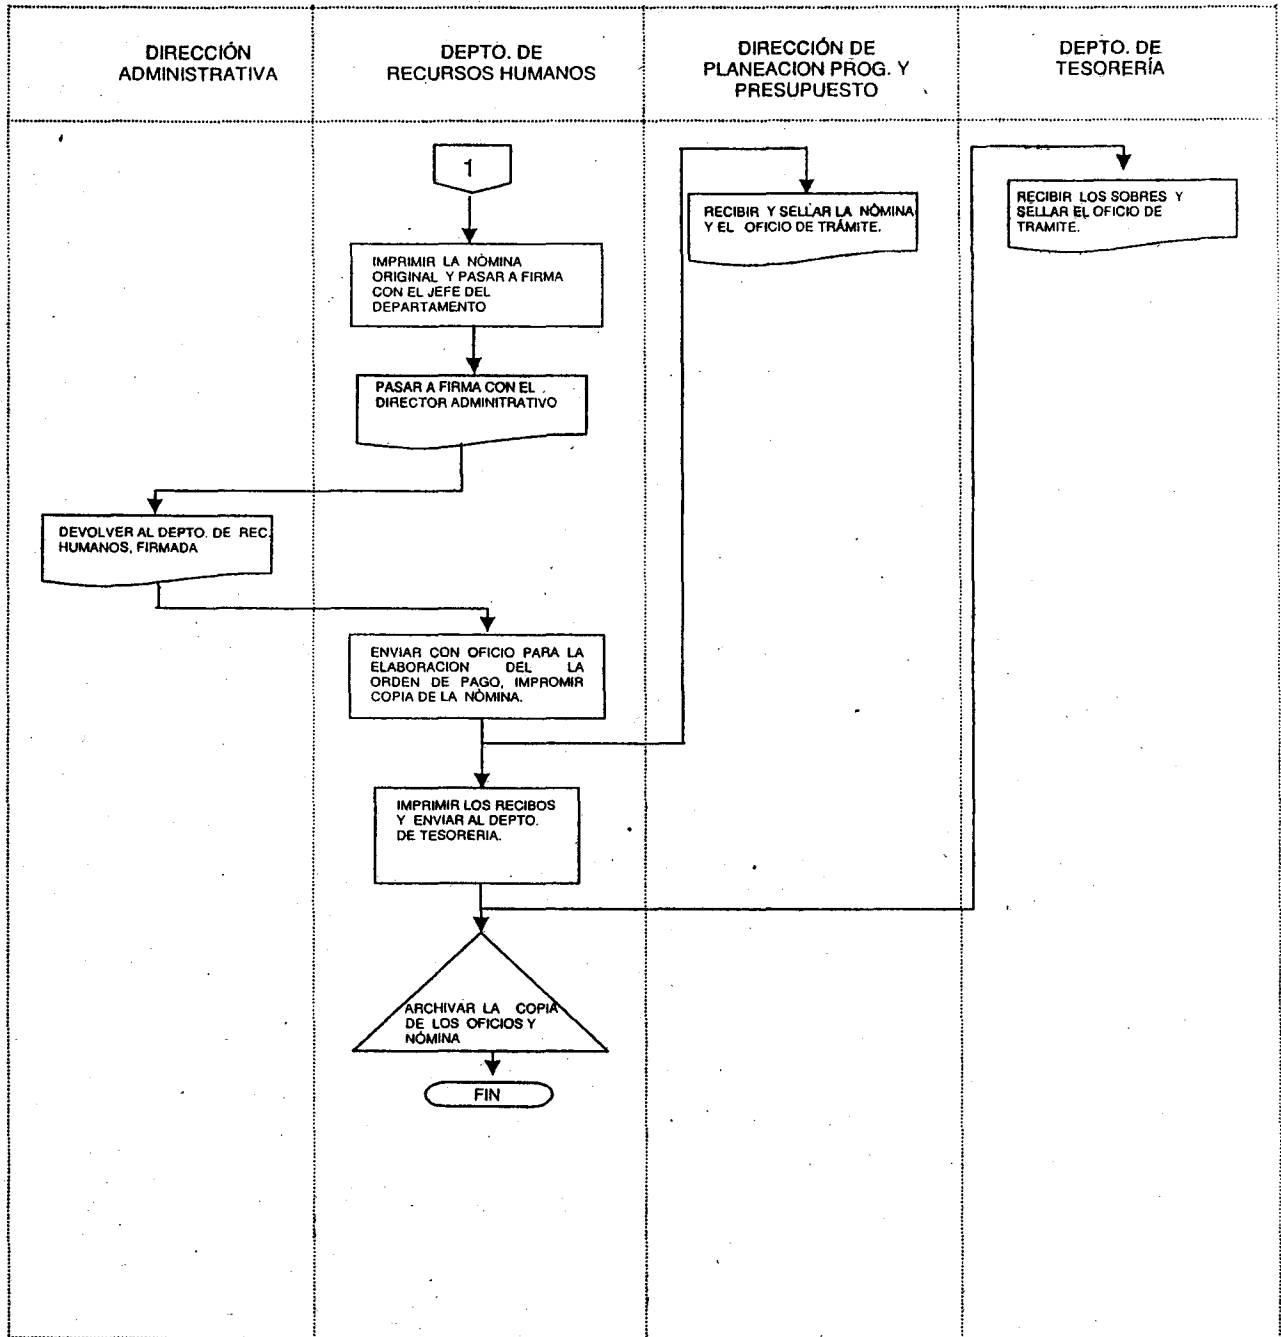 DIRECCIÓN
ADMINISTRATIVA
DEPTO. DE
RECURSOS HUMANOS
DIRECCIÓN DE
PLANEACION PROG. Y
PRESUPUESTO
DEPTO. DE
TESORERÍA
1
IMPRIMIR LA NÒMINA
ORIGINAL Y PASAR A FIRMA
CON EL JEFE DEL
DEPARTAMENTO
PASAR A FIRMA CON EL
DIRECTOR ADMINITRATIVO
DEVOLVER AL DEPTO. DE REC.
HUMANOS, FIRMADA
ENVIAR CON OFICIO PARA LA
ELABORACION DEL LA
ORDEN DE PAGO, IMPROMIR
COPIA DE LA NÒMINA.
IMPRIMIR LOS RECIBOS
Y ENVIAR AL DEPTO.
DE TESORERIA.
ARCHIVAR LA COPIA
DE LOS OFICIOS Y
NÓMINA
FIN
RECIBIR Y SELLAR LA NÓMINA
Y EL OFICIO DE TRÁMITE.
RECIBIR LOS SOBRES Y
SELLAR EL OFICIO DE
TRAMITE.